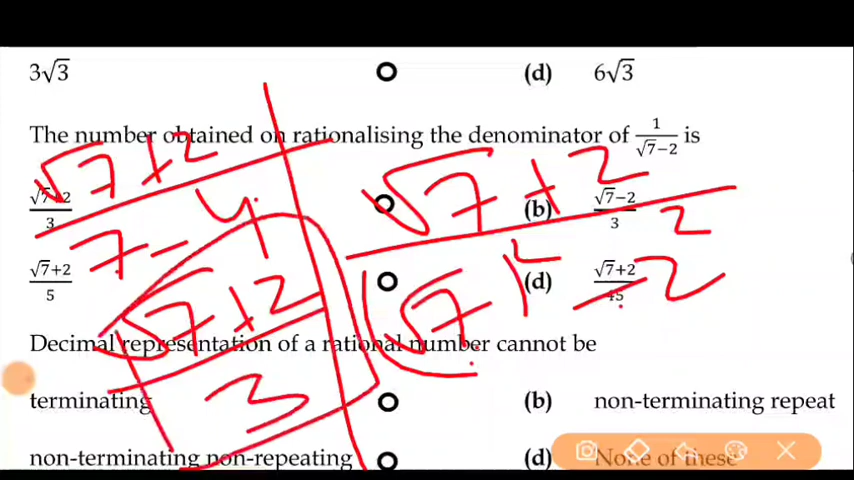 3√3 (d) 6√3
The number obtained on rationalising the denominator of 1/(√7−2) is
(√7+2)/3 (b) (√7−2)/3
(√7+2)/5 (d) (√7+2)/45
Decimal representation of a rational number cannot be
terminating (b) non-terminating repeat
non-terminating non-repeating (d) None of these
√7+2
7-4
√7+2
3
√7+2
(√7)² - 2²